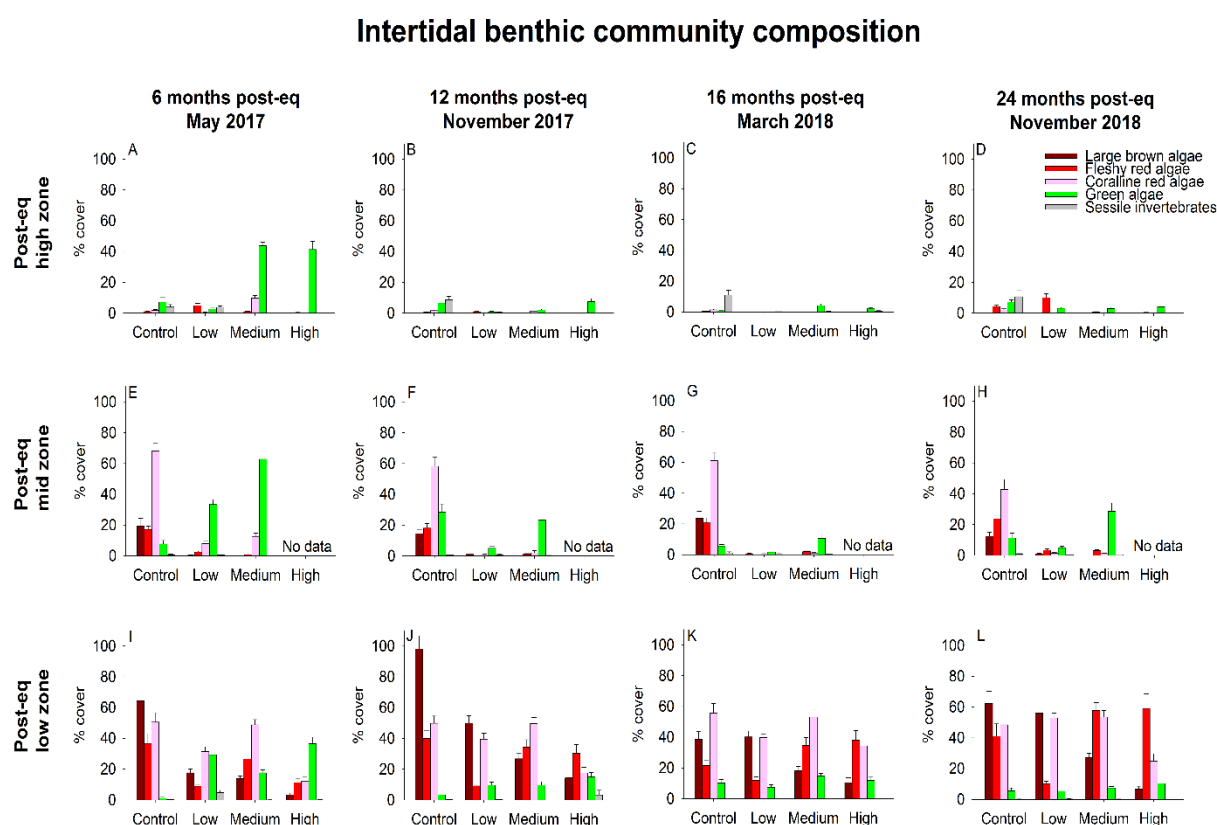 Intertidal benthic community composition
6 months post-eq
May 2017
12 months post-eq
November 2017
16 months post-eq
March 2018
24 months post-eq
November 2018
Post-eq
high zone
A
% cover
100
80
60
40
20
0
Control Low Medium High
B
% cover
100
80
60
40
20
0
Control Low Medium High
C
% cover
100
80
60
40
20
0
Control Low Medium High
D
% cover
100
80
60
40
20
0
Control Low Medium High
Large brown algae
Fleshy red algae
Coralline red algae
Green algae
Sessile invertebrates
Post-eq
mid zone
E
% cover
100
80
60
40
20
0
No data
Control Low Medium High
F
% cover
100
80
60
40
20
0
No data
Control Low Medium High
G
% cover
100
80
60
40
20
0
No data
Control Low Medium High
H
% cover
100
80
60
40
20
0
No data
Control Low Medium High
Post-eq
low zone
I
% cover
100
80
60
40
20
0
Control Low Medium High
J
% cover
100
80
60
40
20
0
Control Low Medium High
K
% cover
100
80
60
40
20
0
Control Low Medium High
L
% cover
100
80
60
40
20
0
Control Low Medium High